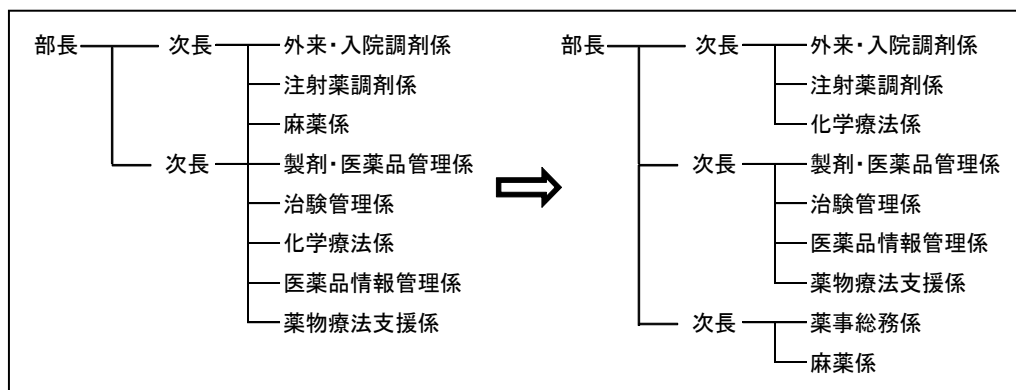 部長 次長 外来・入院調剤係
注射薬調剤係
麻薬係
次長 製剤・医薬品管理係
治験管理係
化学療法係
医薬品情報管理係
薬物療法支援係
部長 次長 外来・入院調剤係
注射薬調剤係
化学療法係
次長 製剤・医薬品管理係
治験管理係
医薬品情報管理係
薬物療法支援係
次長 薬事総務係
麻薬係